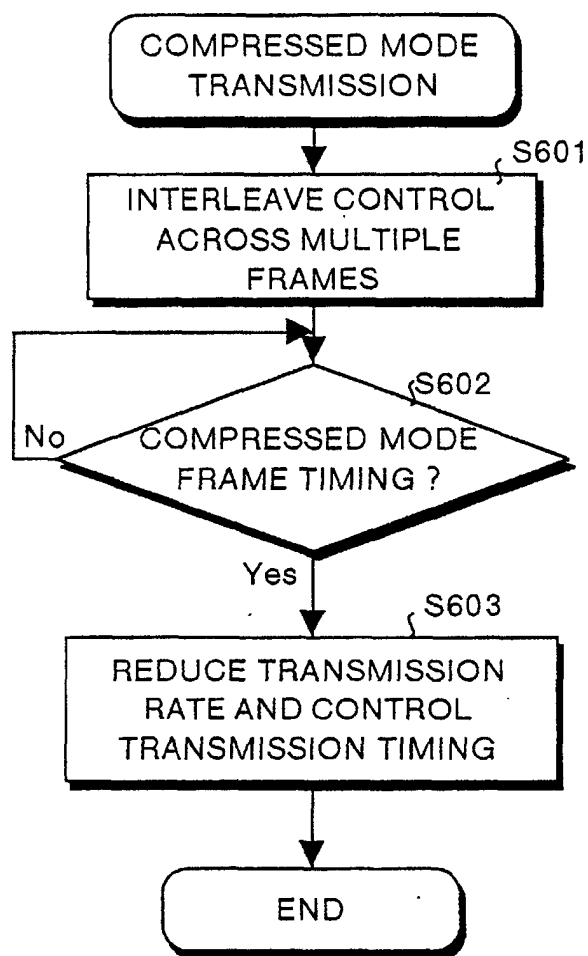 COMPRESSED MODE
TRANSMISSION
S601
INTERLEAVE CONTROL
ACROSS MULTIPLE
FRAMES
S602
No
COMPRESSED MODE
FRAME TIMING ?
Yes
S603
REDUCE TRANSMISSION
RATE AND CONTROL
TRANSMISSION TIMING
END